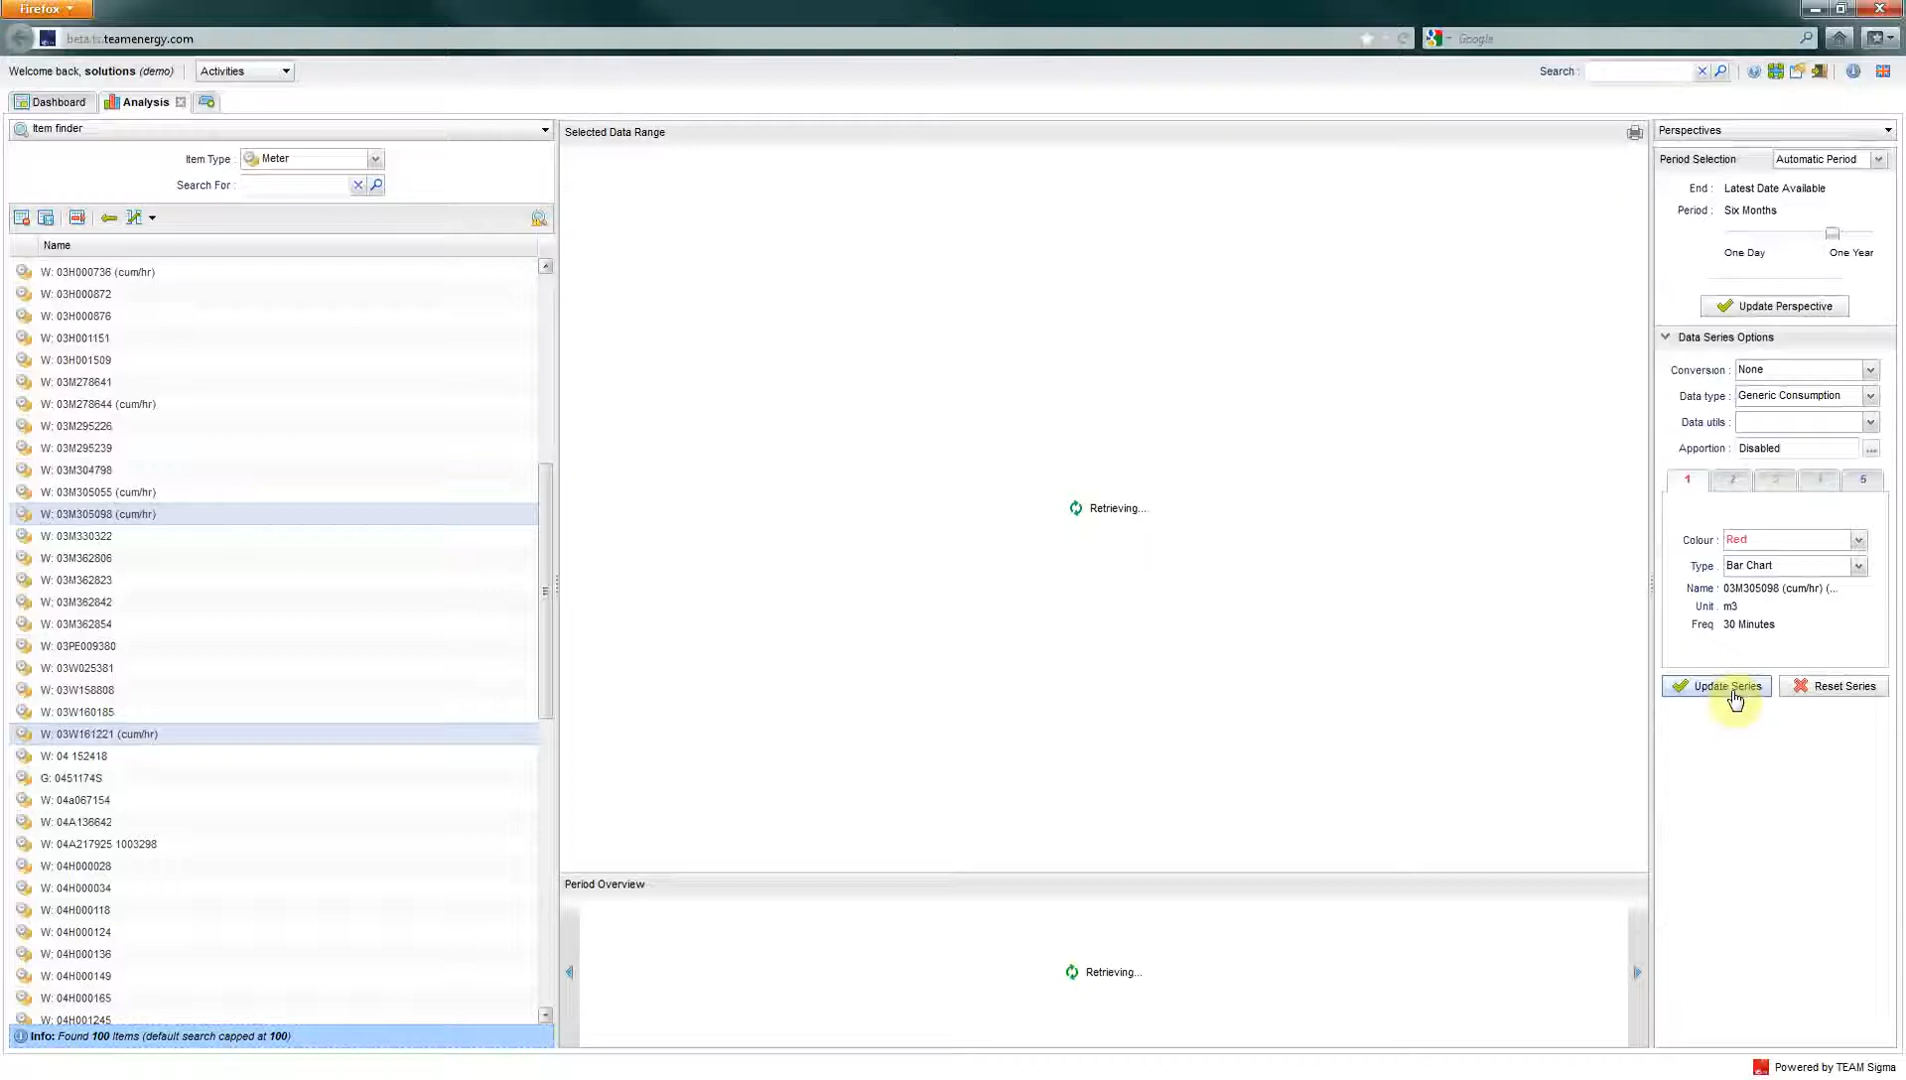 Firefox
beta.tr.teamenergy.com
Google
Welcome back, solutions (demo)
Activities
Search :
Dashboard
Analysis
Item finder
Item Type :
Meter
Search For :
Name
W: 03H000736 (cum/hr)
W: 03H000872
W: 03H000876
W: 03H001151
W: 03H001509
W: 03M278641
W: 03M278644 (cum/hr)
W: 03M295226
W: 03M295239
W: 03M304798
W: 03M305055 (cum/hr)
W: 03M305098 (cum/hr)
W: 03M330322
W: 03M362806
W: 03M362823
W: 03M362842
W: 03M362854
W: 03PE009380
W: 03W025381
W: 03W158808
W: 03W160185
W: 03W161221 (cum/hr)
W: 04 152418
G: 0451174S
W: 04a067154
W: 04A136642
W: 04A217925 1003298
W: 04H000028
W: 04H000034
W: 04H000118
W: 04H000124
W: 04H000136
W: 04H000149
W: 04H000165
W: 04H001245
Info: Found 100 Items (default search capped at 100)
Selected Data Range
Retrieving...
Period Overview
Retrieving...
Perspectives
Period Selection
Automatic Period
End : Latest Date Available
Period : Six Months
One Day
One Year
Update Perspective
Data Series Options
Conversion : None
Data type : Generic Consumption
Data utils :
Apportion : Disabled ...
1 2 3 4 5
Colour : Red
Type : Bar Chart
Name : 03M305098 (cum/hr) (...
Unit : m3
Freq 30 Minutes
Update Series
Reset Series
Powered by TEAM Sigma